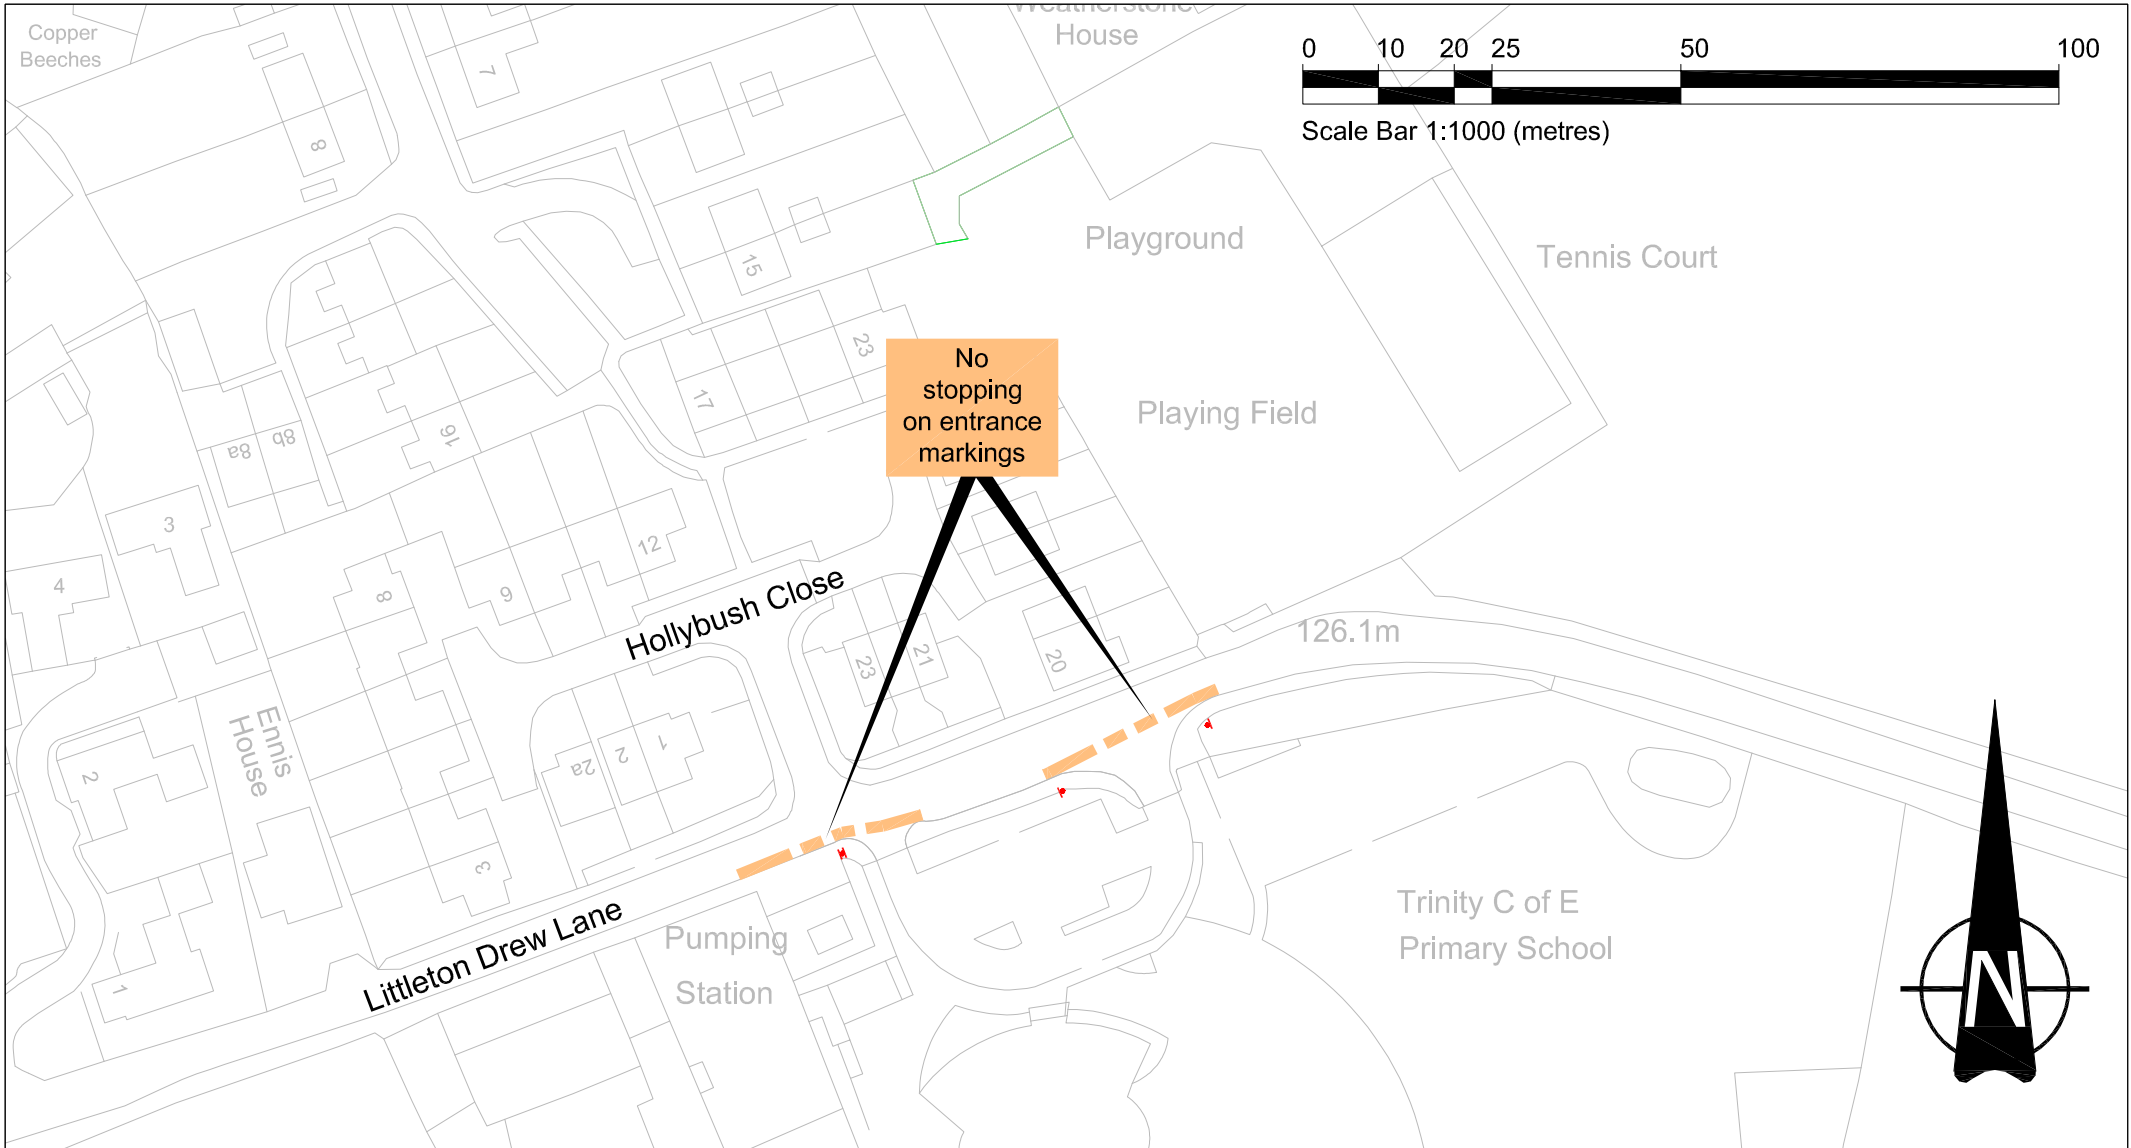 Copper
Beeches
Weatherstone
House
0 10 20 25 50 100
Scale Bar 1:1000 (metres)
7
8
15
Playground
Tennis Court
23
17
No
stopping
on entrance
markings
Playing Field
16
8a
8b
3
4
12
8
9
Hollybush Close
23
21
20
126.1m
Ennis
House
2
2a
2
1
3
Littleton Drew Lane
Pumping
Station
1
Trinity C of E
Primary School
N